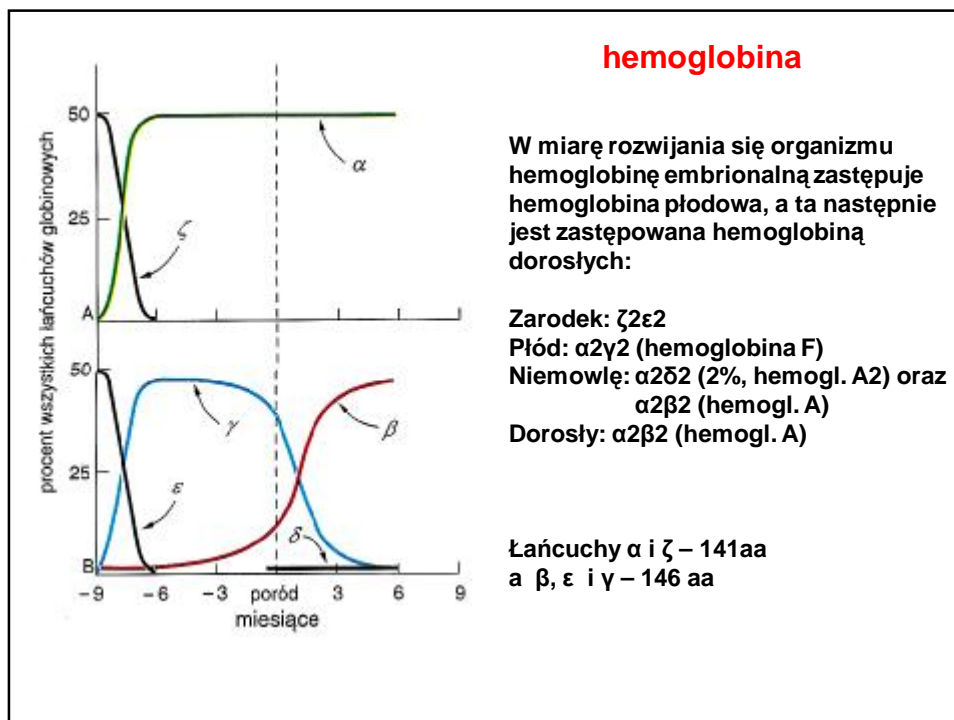 hemoglobina
W miarę rozwijania się organizmu
hemoglobinę embrionalną zastępuje
hemoglobina płodowa, a ta następnie
jest zastępowana hemoglobiną
dorosłych:
Zarodek: ζ2ε2
Płód: α2γ2 (hemoglobina F)
Niemowlę: α2δ2 (2%, hemogl. A2) oraz
α2β2 (hemogl. A)
Dorosły: α2β2 (hemogl. A)
Łańcuchy α i ζ – 141aa
a β, ε i γ – 146 aa
procent wszystkich łańcuchów globinowych
50
25
A
α
ζ
50
25
B
γ
β
ε
δ
−9 −6 −3 poród 3 6 9
miesiące